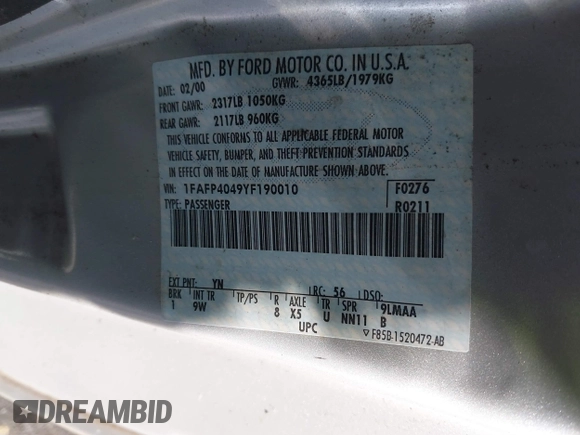 MFD. BY FORD MOTOR CO. IN U.S.A.
DATE: 02/00 GVWR: 4365LB/1979KG
FRONT GAWR: 2317LB 1050KG
REAR GAWR: 2117LB 960KG
THIS VEHICLE CONFORMS TO ALL APPLICABLE FEDERAL MOTOR
VEHICLE SAFETY, BUMPER, AND THEFT PREVENTION STANDARDS
IN EFFECT ON THE DATE OF MANUFACTURE SHOWN ABOVE.
VIN: 1FAFP4049YF190010 F0276
TYPE: PASSENGER R0211
EXT PNT: YN RC: 56 DSO:
BRK INT TR TP/PS R AXLE TR SPR 9LMAA
1 9W 8 X5 U NN11 B
UPC ▽F85B-1520472-AB
DREAMBID